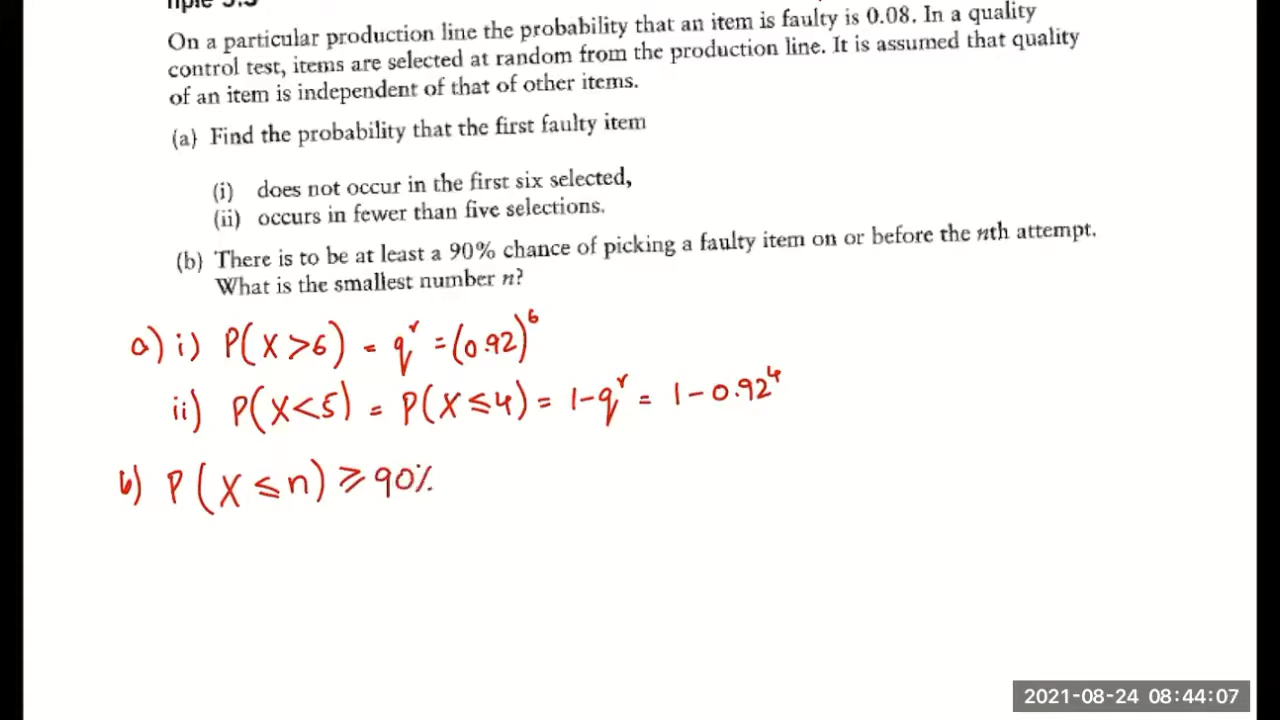 On a particular production line the probability that an item is faulty is 0.08. In a quality
control test, items are selected at random from the production line. It is assumed that quality
of an item is independent of that of other items.
(a) Find the probability that the first faulty item
(i) does not occur in the first six selected,
(ii) occurs in fewer than five selections.
(b) There is to be at least a 90% chance of picking a faulty item on or before the nth attempt.
What is the smallest number n?
a) i) P(X>6) = q^r = (0.92)^6
ii) P(X<5) = P(X≤4) = 1-q^r = 1-0.92^4
b) P(X≤n) ≥ 90%
2021-08-24 08:44:07